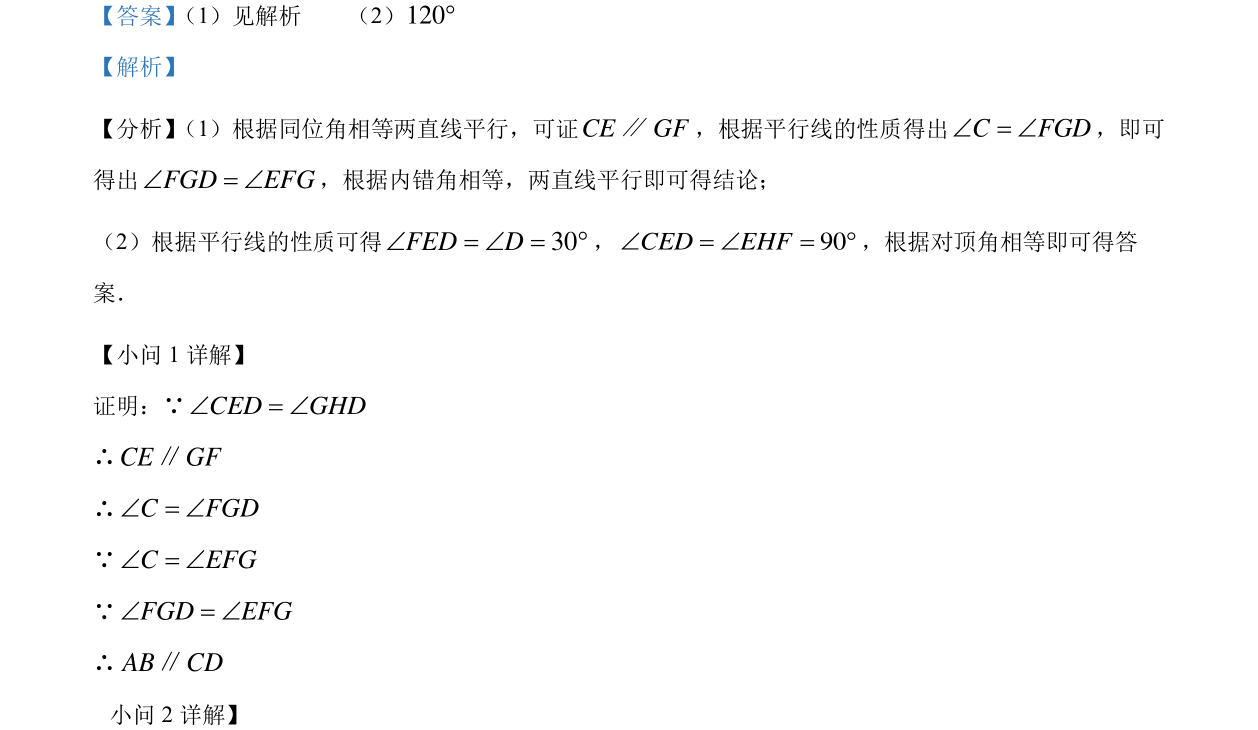 【答案】（1）见解析 （2）120°
【解析】
【分析】（1）根据同位角相等两直线平行，可证CE∥GF，根据平行线的性质得出∠C=∠FGD，即可
得出∠FGD=∠EFG，根据内错角相等，两直线平行即可得结论；
（2）根据平行线的性质可得∠FED=∠D=30°，∠CED=∠EHF=90°，根据对顶角相等即可得答
案．
【小问 1 详解】
证明：∵∠CED=∠GHD
∴CE∥GF
∴∠C=∠FGD
∵∠C=∠EFG
∵∠FGD=∠EFG
∴AB∥CD
小问 2 详解】